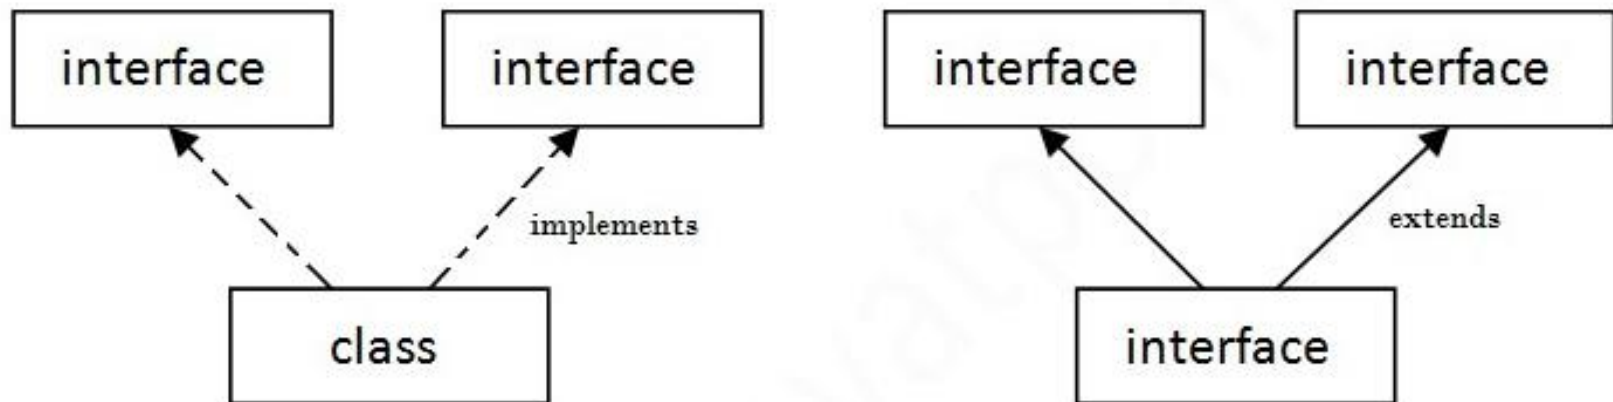 interface
interface
interface
interface
implements
extends
class
interface